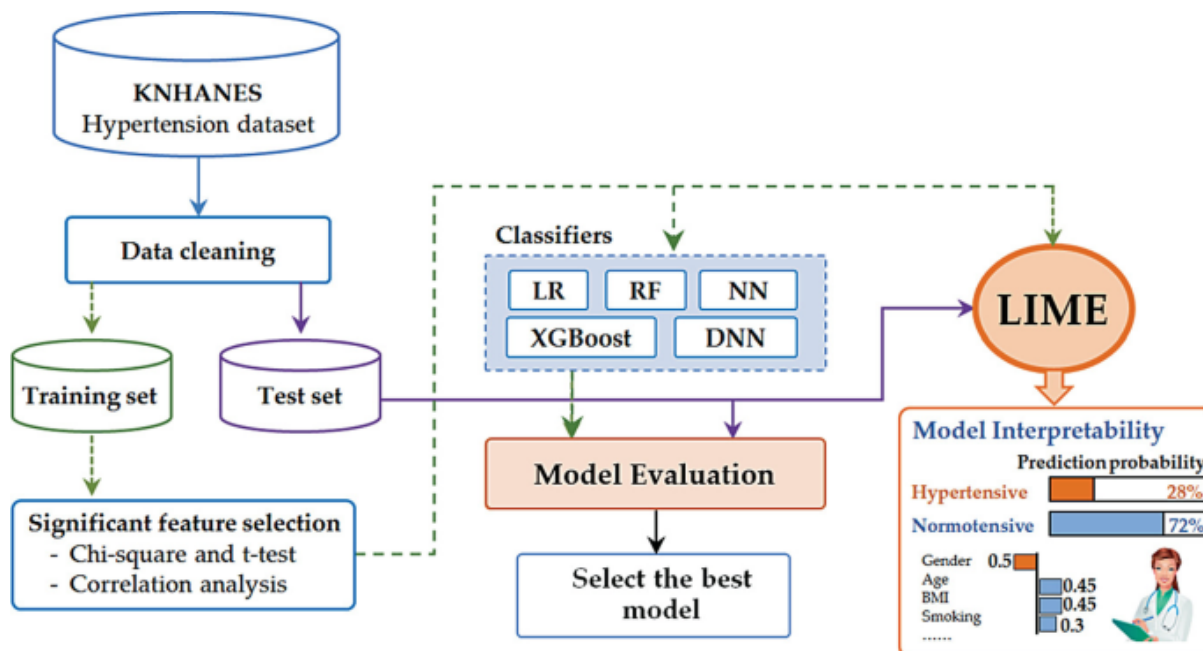 KNHANES
Hypertension dataset
Data cleaning
Training set
Test set
Significant feature selection
- Chi-square and t-test
- Correlation analysis
Classifiers
LR
RF
NN
XGBoost
DNN
Model Evaluation
Select the best
model
LIME
Model Interpretability
Prediction probability
Hypertensive
28%
Normotensive
72%
Gender
0.5
Age
0.45
BMI
0.45
Smoking
0.3
......